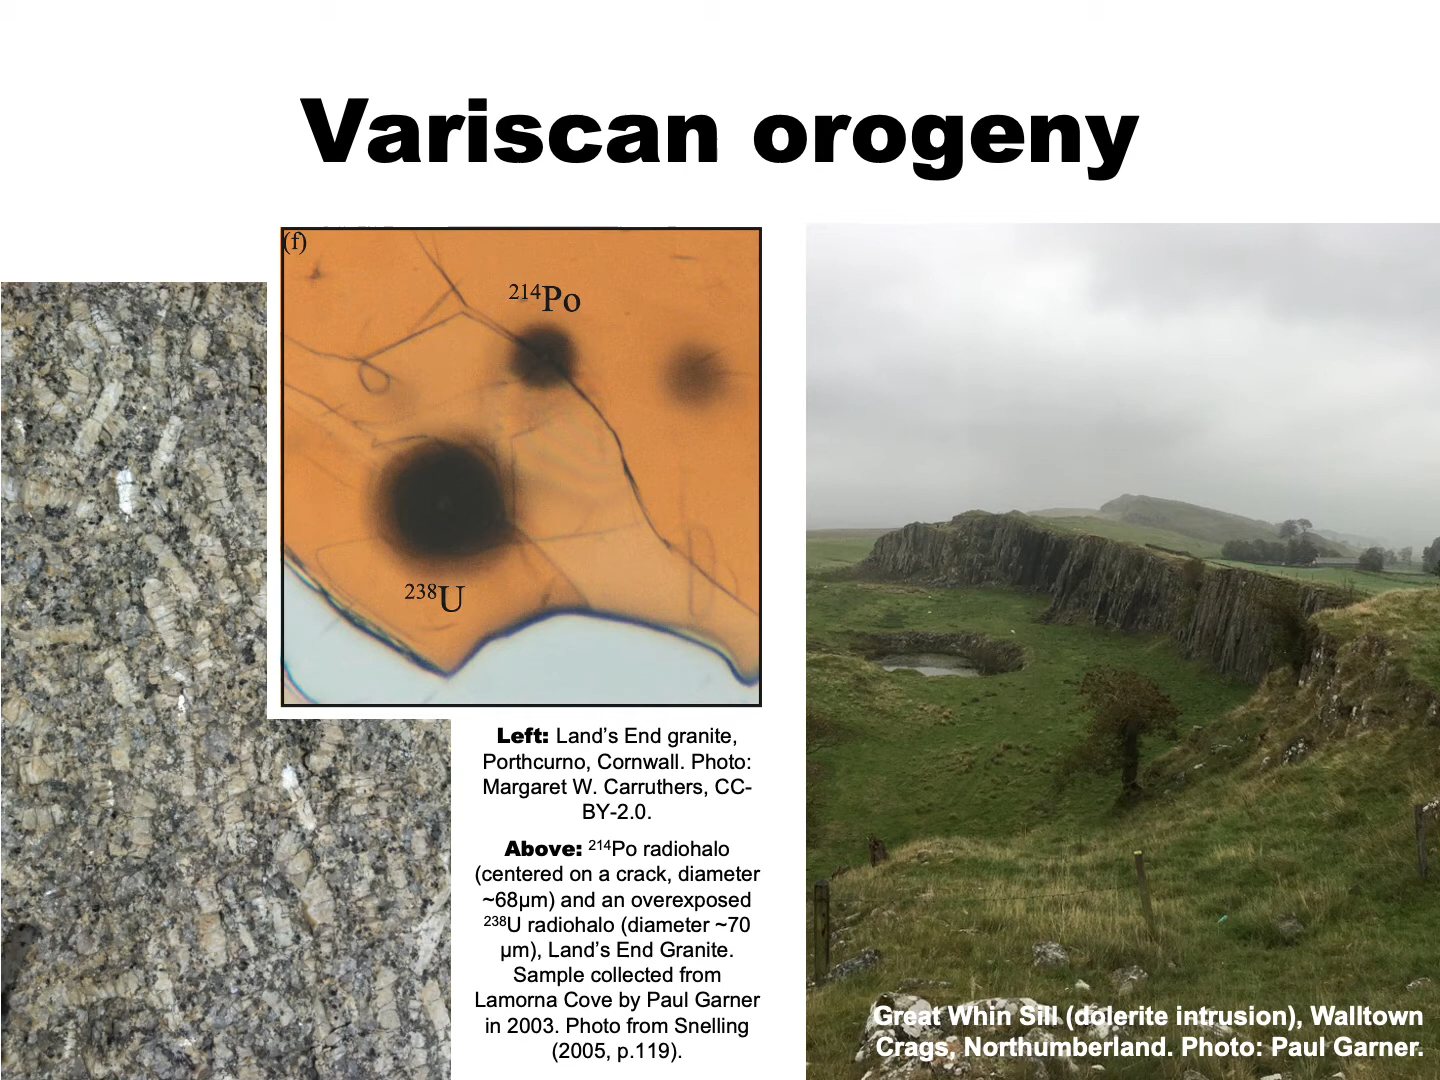 Variscan orogeny
(f)
²¹⁴Po
²³⁸U
Left: Land’s End granite,
Porthcurno, Cornwall. Photo:
Margaret W. Carruthers, CC-
BY-2.0.
Above: ²¹⁴Po radiohalo
(centered on a crack, diameter
~68µm) and an overexposed
²³⁸U radiohalo (diameter ~70
µm), Land’s End Granite.
Sample collected from
Lamorna Cove by Paul Garner
in 2003. Photo from Snelling
(2005, p.119).
Great Whin Sill (dolerite intrusion), Walltown
Crags, Northumberland. Photo: Paul Garner.